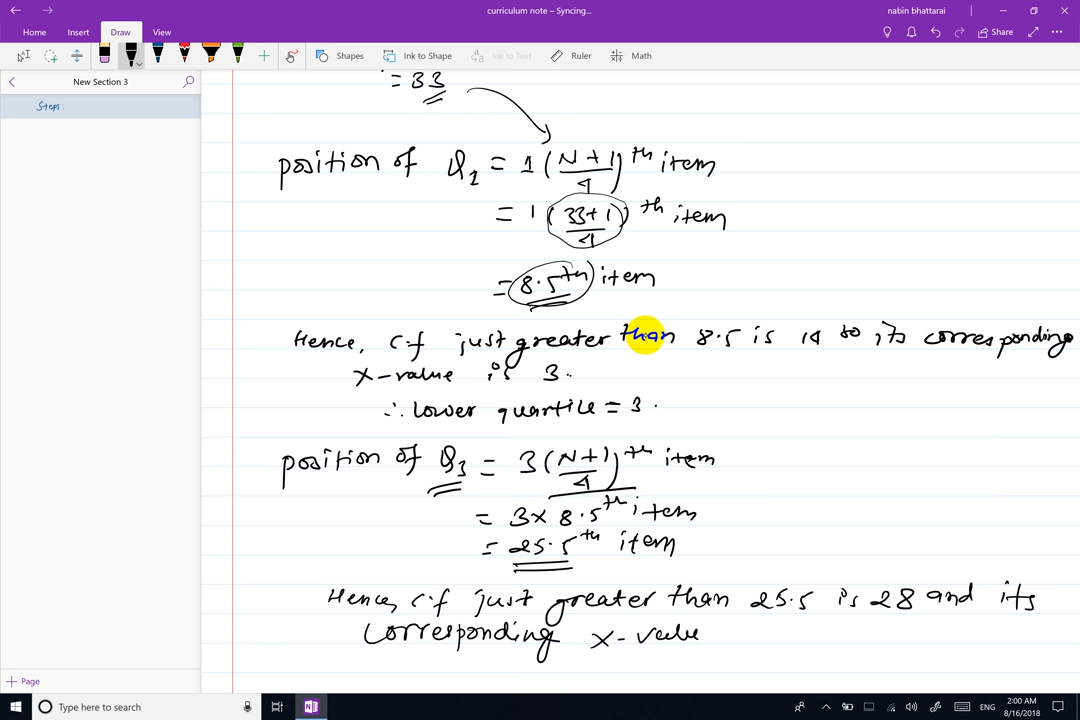 curriculum note – Syncing...
nabin bhattarai
Home Insert Draw View
Share
Shapes Ink to Shape Ink to Text Ruler Math
New Section 3
Steps:
= 33
position of Q1 = 1 (N+1/4)th item
= 1 (33+1/4)th item
= 8.5th item
Hence, c.f just greater than 8.5 is 14 so its corresponding
x-value is 3.
∴ lower quartile = 3.
position of Q3 = 3 (N+1/4)th item
= 3 x 8.5th item
= 25.5th item
Hence, c.f just greater than 25.5 is 28 and its
corresponding x-value
+ Page
Type here to search
ENG
2:00 AM
8/16/2018